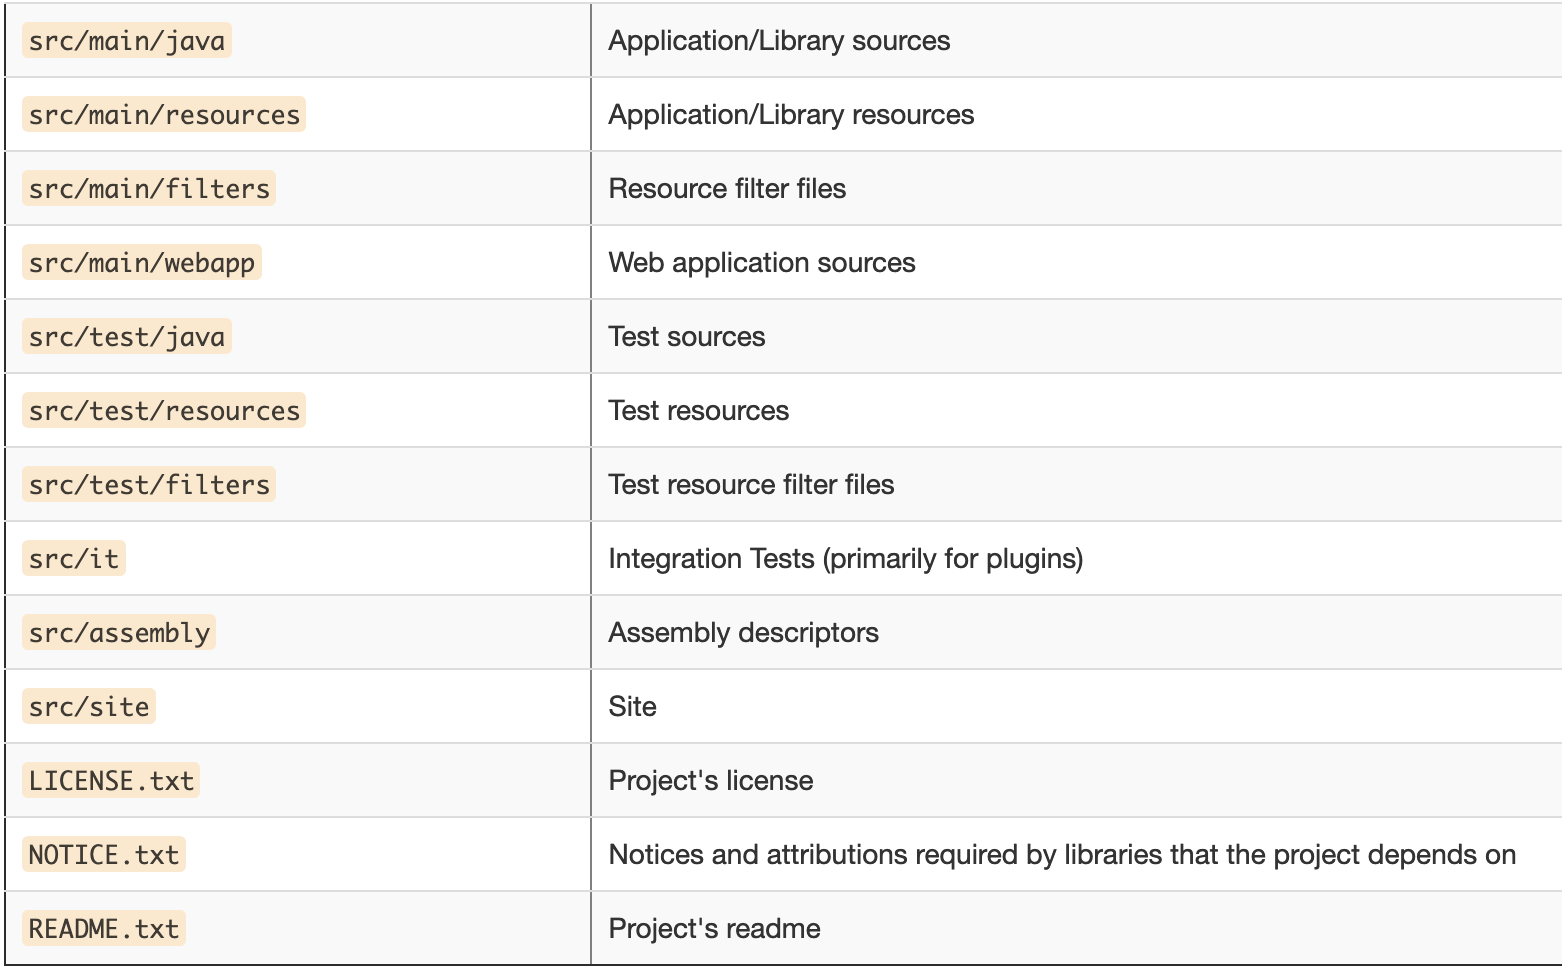 src/main/java Application/Library sources
src/main/resources Application/Library resources
src/main/filters Resource filter files
src/main/webapp Web application sources
src/test/java Test sources
src/test/resources Test resources
src/test/filters Test resource filter files
src/it Integration Tests (primarily for plugins)
src/assembly Assembly descriptors
src/site Site
LICENSE.txt Project's license
NOTICE.txt Notices and attributions required by libraries that the project depends on
README.txt Project's readme